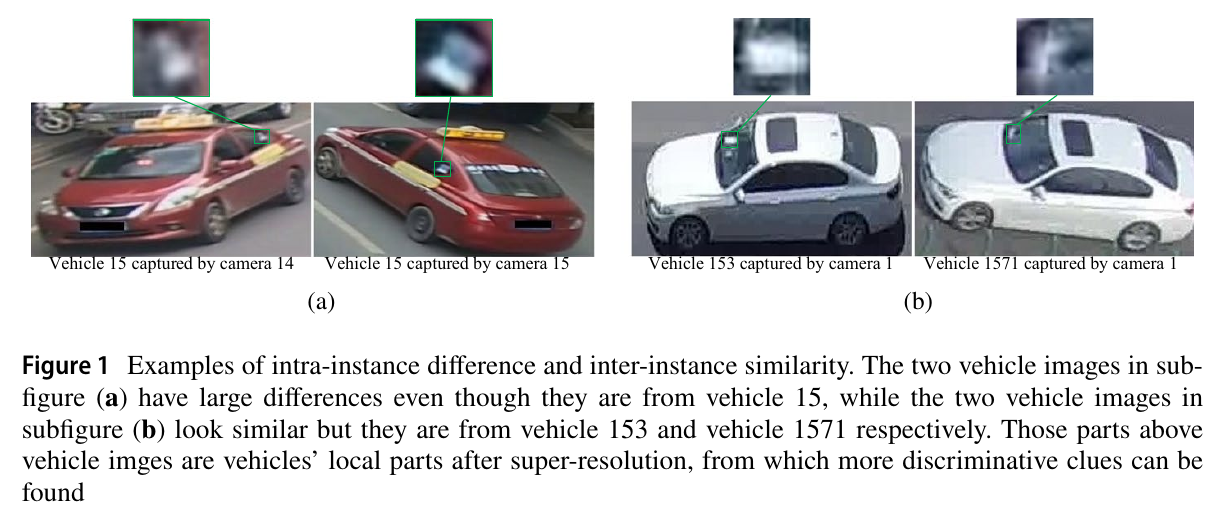 Vehicle 15 captured by camera 14 Vehicle 15 captured by camera 15 Vehicle 153 captured by camera 1 Vehicle 1571 captured by camera 1
(a) (b)
Figure 1 Examples of intra-instance difference and inter-instance similarity. The two vehicle images in sub-
figure (a) have large differences even though they are from vehicle 15, while the two vehicle images in
subfigure (b) look similar but they are from vehicle 153 and vehicle 1571 respectively. Those parts above
vehicle imges are vehicles’ local parts after super-resolution, from which more discriminative clues can be
found